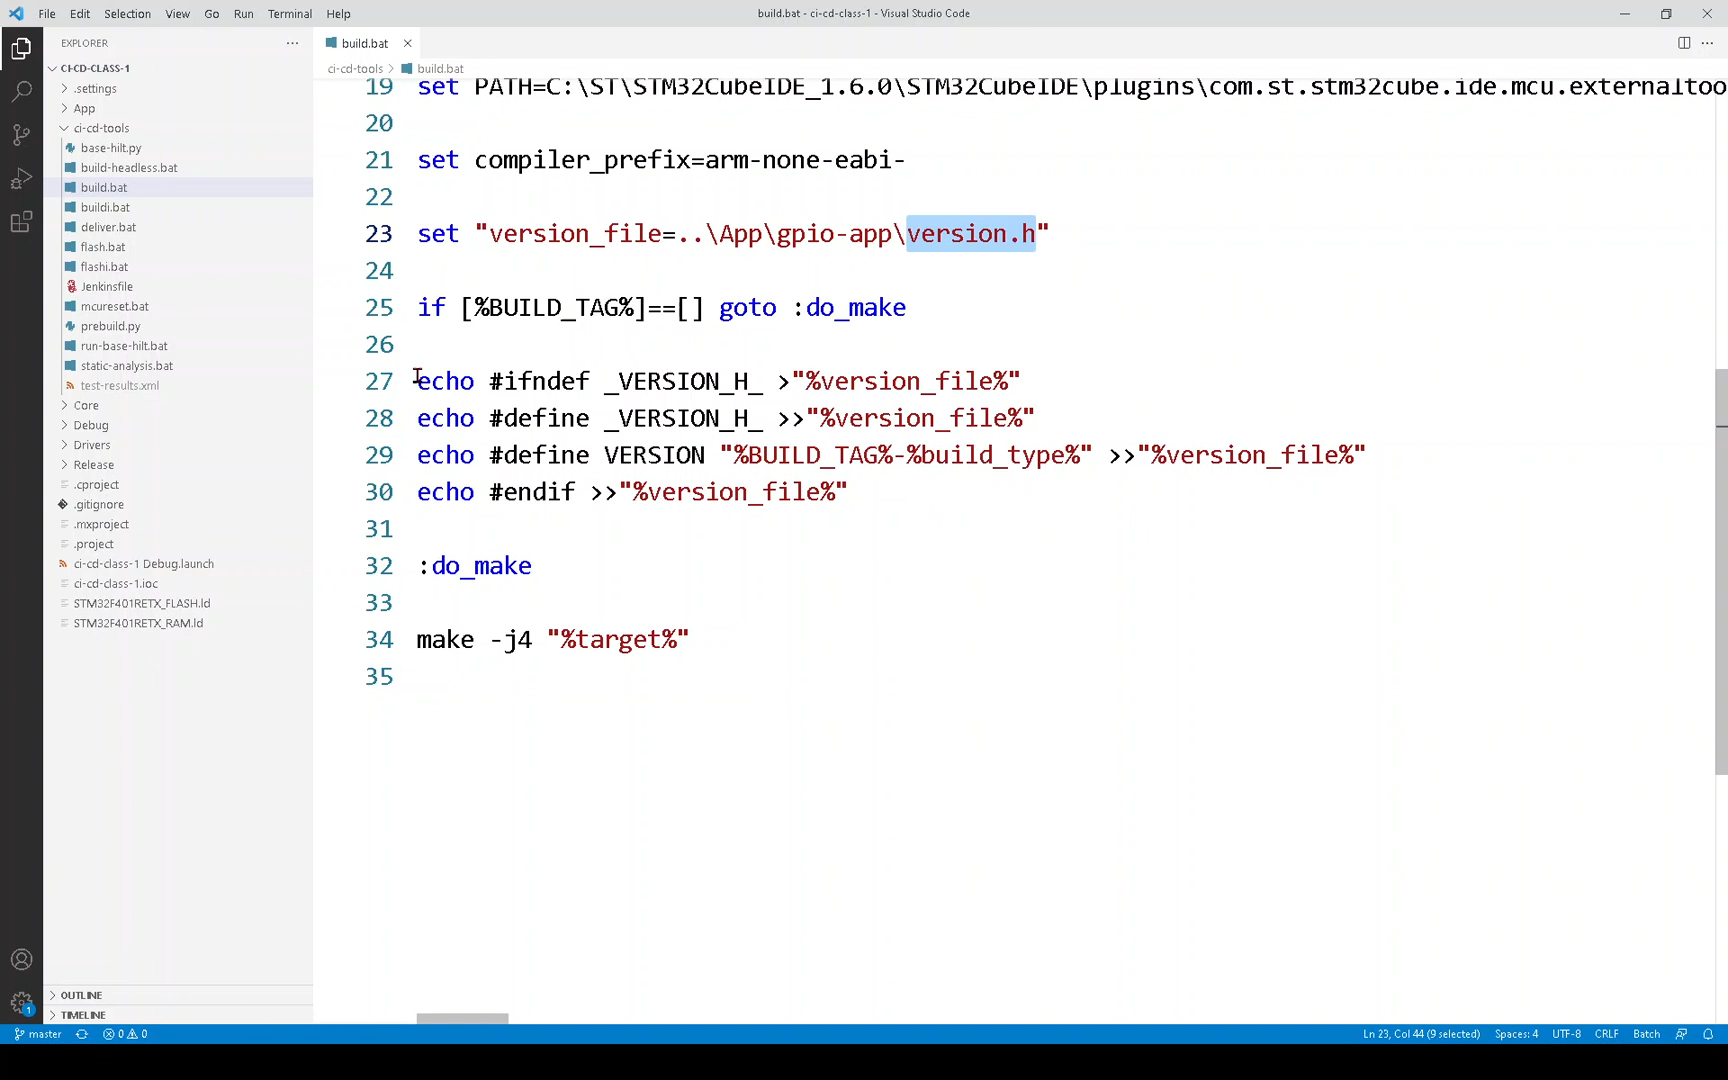 File Edit Selection View Go Run Terminal Help
build.bat - ci-cd-class-1 - Visual Studio Code
EXPLORER
CI-CD-CLASS-1
.settings
App
ci-cd-tools
base-hilt.py
build-headless.bat
build.bat
buildi.bat
deliver.bat
flash.bat
flashi.bat
Jenkinsfile
mcureset.bat
prebuild.py
run-base-hilt.bat
static-analysis.bat
test-results.xml
Core
Debug
Drivers
Release
.cproject
.gitignore
.mxproject
.project
ci-cd-class-1 Debug.launch
ci-cd-class-1.ioc
STM32F401RETX_FLASH.ld
STM32F401RETX_RAM.ld
OUTLINE
TIMELINE
build.bat
ci-cd-tools > build.bat
19 set PATH=C:\ST\STM32CubeIDE_1.6.0\STM32CubeIDE\plugins\com.st.stm32cube.ide.mcu.externaltoo
20
21 set compiler_prefix=arm-none-eabi-
22
23 set "version_file=..\App\gpio-app\version.h"
24
25 if [%BUILD_TAG%]==[] goto :do_make
26
27 echo #ifndef _VERSION_H_ >"%version_file%"
28 echo #define _VERSION_H_ >>"%version_file%"
29 echo #define VERSION "%BUILD_TAG%-%build_type%" >>"%version_file%"
30 echo #endif >>"%version_file%"
31
32 :do_make
33
34 make -j4 "%target%"
35
1
master 0 0
Ln 23, Col 44 (9 selected) Spaces: 4 UTF-8 CRLF Batch